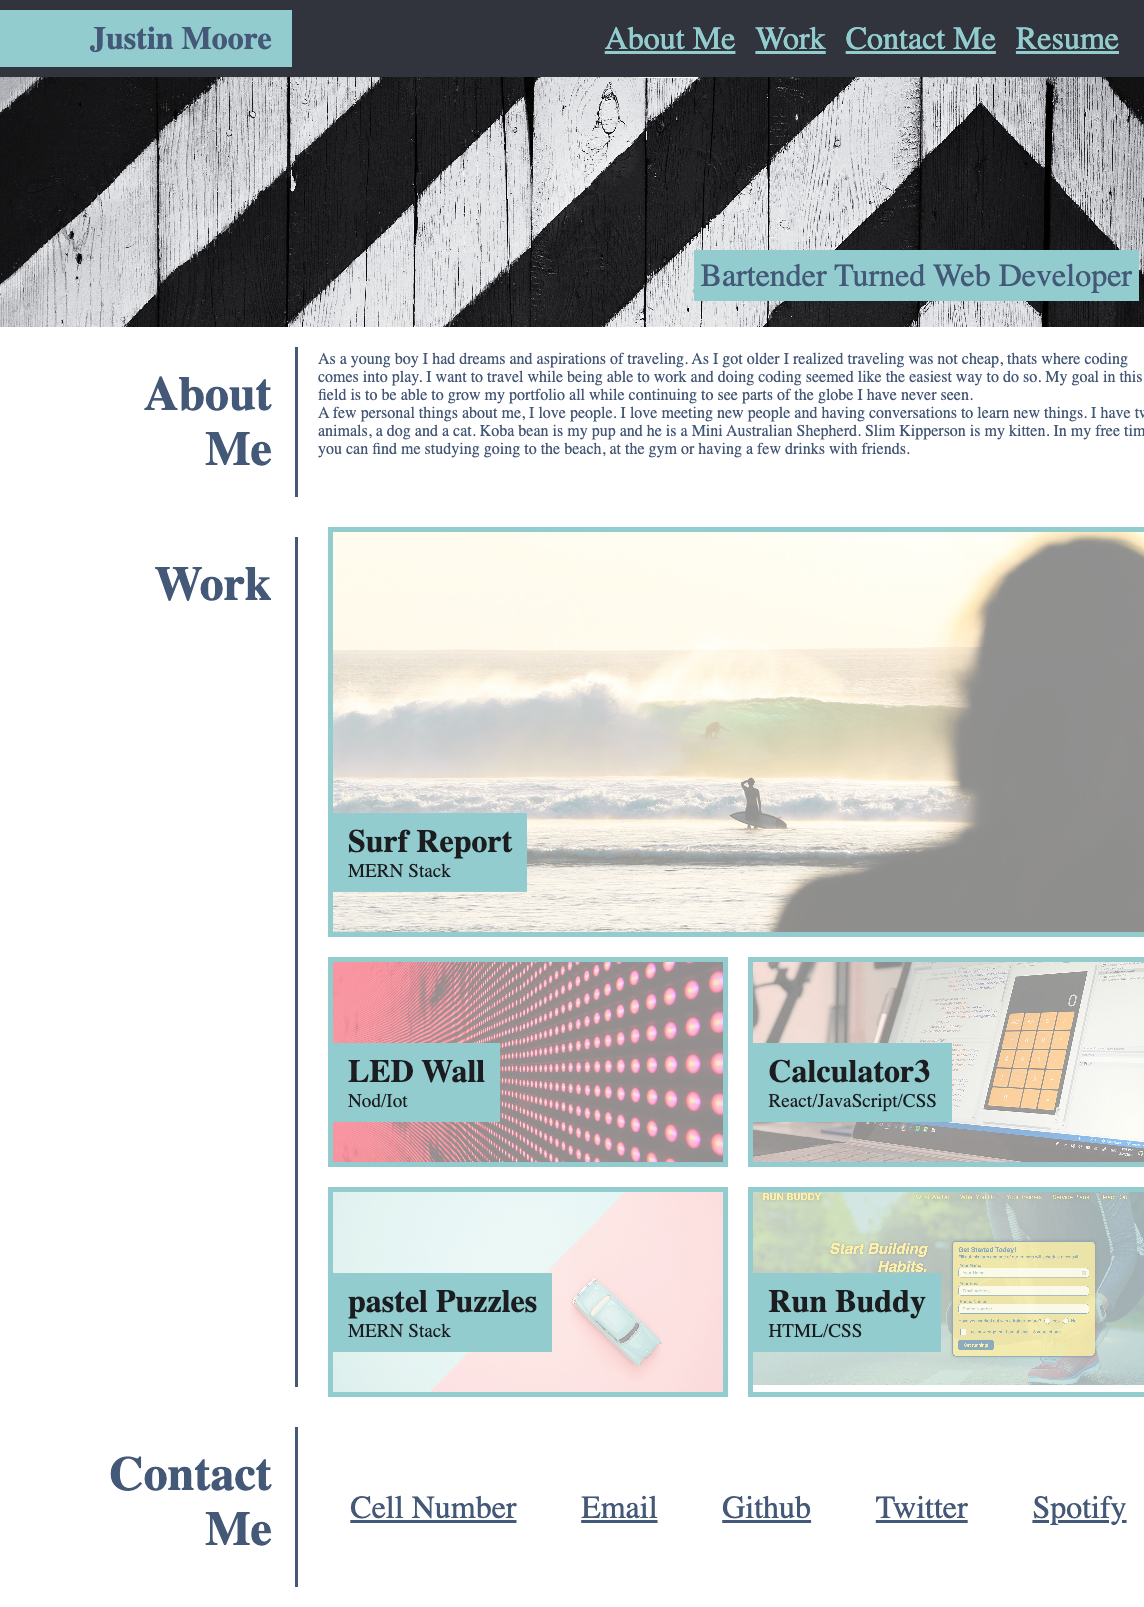 Justin Moore
About Me Work Contact Me Resume
Bartender Turned Web Developer
About
Me
As a young boy I had dreams and aspirations of traveling. As I got older I realized traveling was not cheap, thats where coding
comes into play. I want to travel while being able to work and doing coding seemed like the easiest way to do so. My goal in this
field is to be able to grow my portfolio all while continuing to see parts of the globe I have never seen.
A few personal things about me, I love people. I love meeting new people and having conversations to learn new things. I have
animals, a dog and a cat. Koba bean is my pup and he is a Mini Australian Shepherd. Slim Kipperson is my kitten. In my free
you can find me studying going to the beach, at the gym or having a few drinks with friends.
Work
Surf Report
MERN Stack
LED Wall
Nod/Iot
0
Calculator3
React/JavaScript/CSS
pastel Puzzles
MERN Stack
RUN BUDDY
Start Building
Habits.
Get Started Today!
Run Buddy
HTML/CSS
Contact
Me
Cell Number Email Github Twitter Spotify